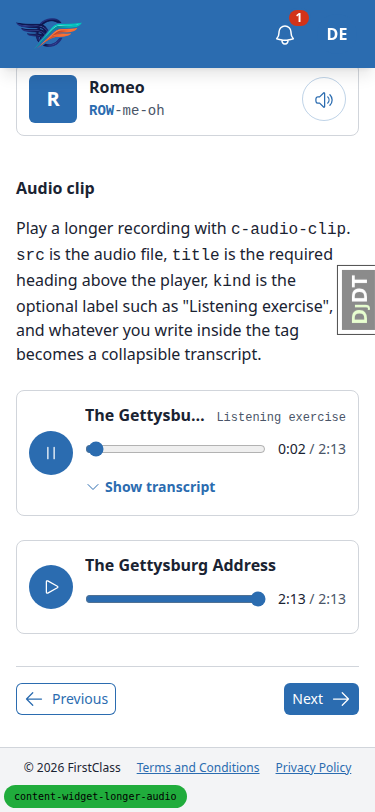 1
DE
R
Romeo
ROW-me-oh
Audio clip
Play a longer recording with c-audio-clip.
src is the audio file, title is the required
heading above the player, kind is the
optional label such as "Listening exercise",
and whatever you write inside the tag
becomes a collapsible transcript.
DjDT
The Gettysbu... Listening exercise
0:02 / 2:13
Show transcript
The Gettysburg Address
2:13 / 2:13
Previous
Next
© 2026 FirstClass Terms and Conditions Privacy Policy
content-widget-longer-audio